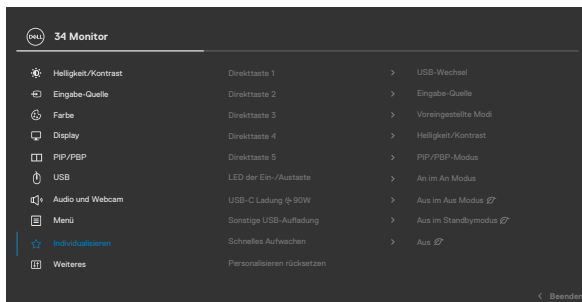 DELL 34 Monitor
Helligkeit/Kontrast Direkttaste 1 > USB-Wechsel
Eingabe-Quelle Direkttaste 2 > Eingabe-Quelle
Farbe Direkttaste 3 > Voreingestellte Modi
Display Direkttaste 4 > Helligkeit/Kontrast
PIP/PBP Direkttaste 5 > PIP/PBP-Modus
USB LED der Ein-/Austaste > An im An Modus
Audio und Webcam USB-C Ladung 90W > Aus im Aus Modus
Menü Sonstige USB-Aufladung > Aus im Standbymodus
Individualisieren Schnelles Aufwachen > Aus
Weiteres Personalisieren rücksetzen
< Beenden